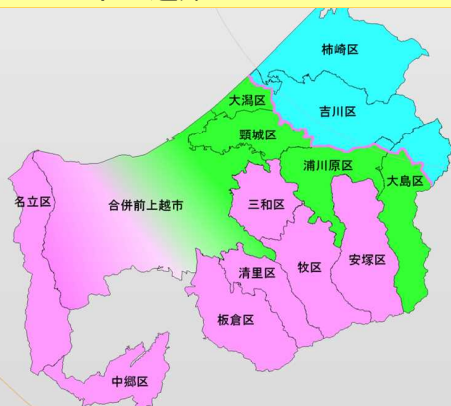 柿崎区
吉川区
大潟区
頸城区
浦川原区
大島区
名立区
合併前上越市
三和区
安塚区
牧区
清里区
板倉区
中郷区